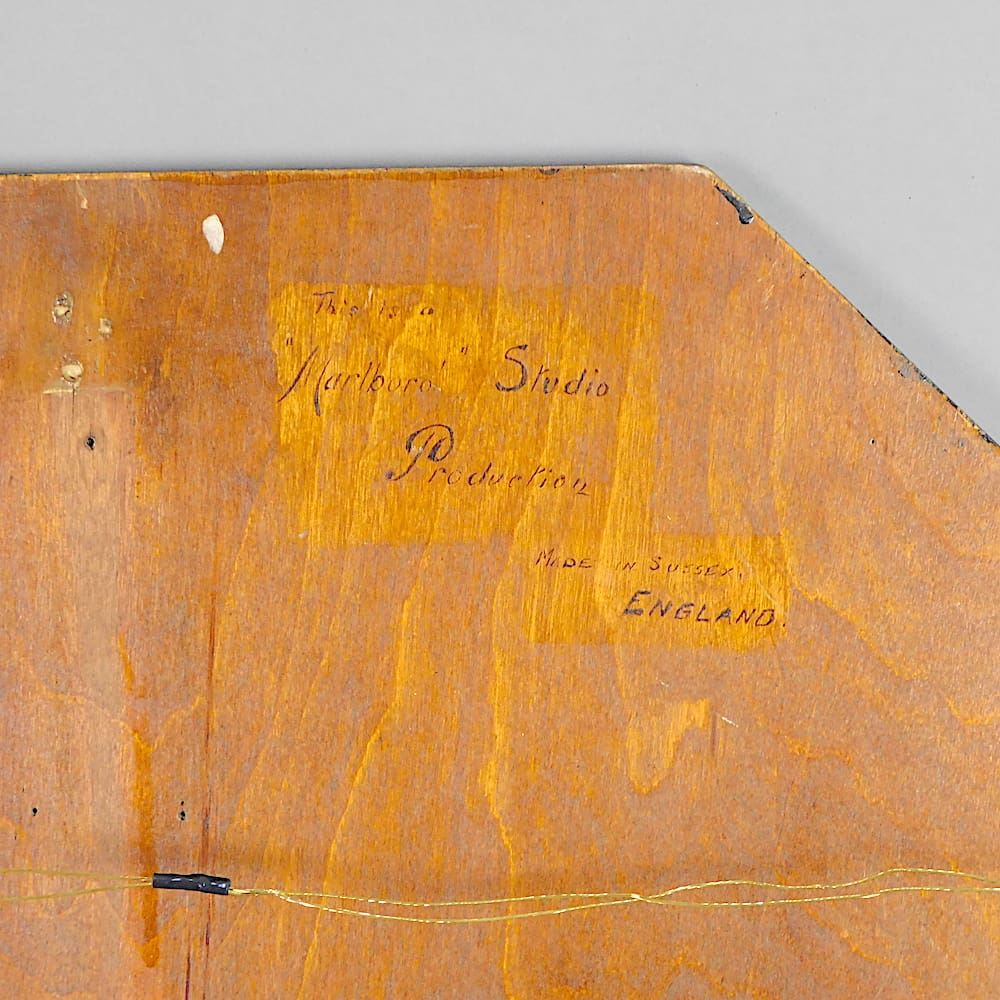 This is a
"Marlboro'" Studio
Production
MADE IN SUSSEX,
ENGLAND.